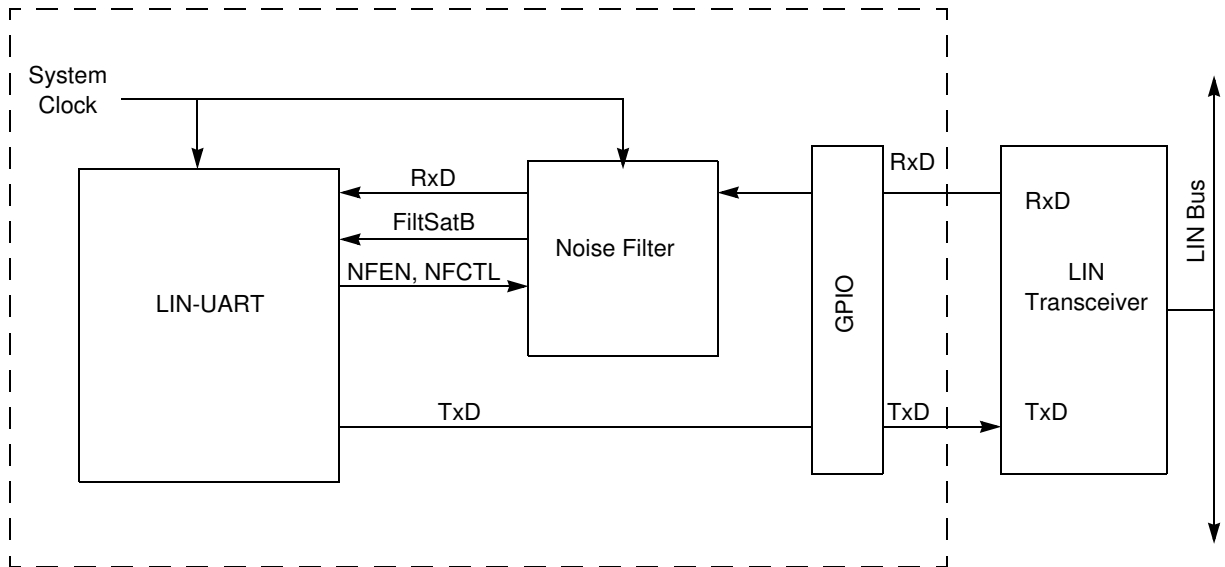 System
Clock
RxD
FiltSatB
NFEN, NFCTL
LIN-UART
Noise Filter
TxD
GPIO
RxD
TxD
RxD
LIN
Transceiver
TxD
LIN Bus